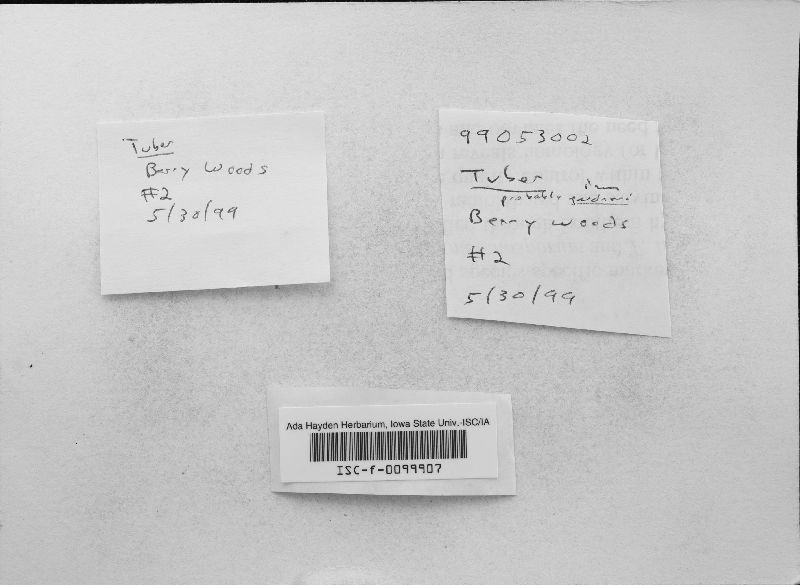 Tuber
Berry Woods
#2
5/30/99
99053002
Tuber
probably
Berry Woods
#2
5/30/99
Ada Hayden Herbarium, Iowa State Univ.-ISC/IA
ISC-f-0099907